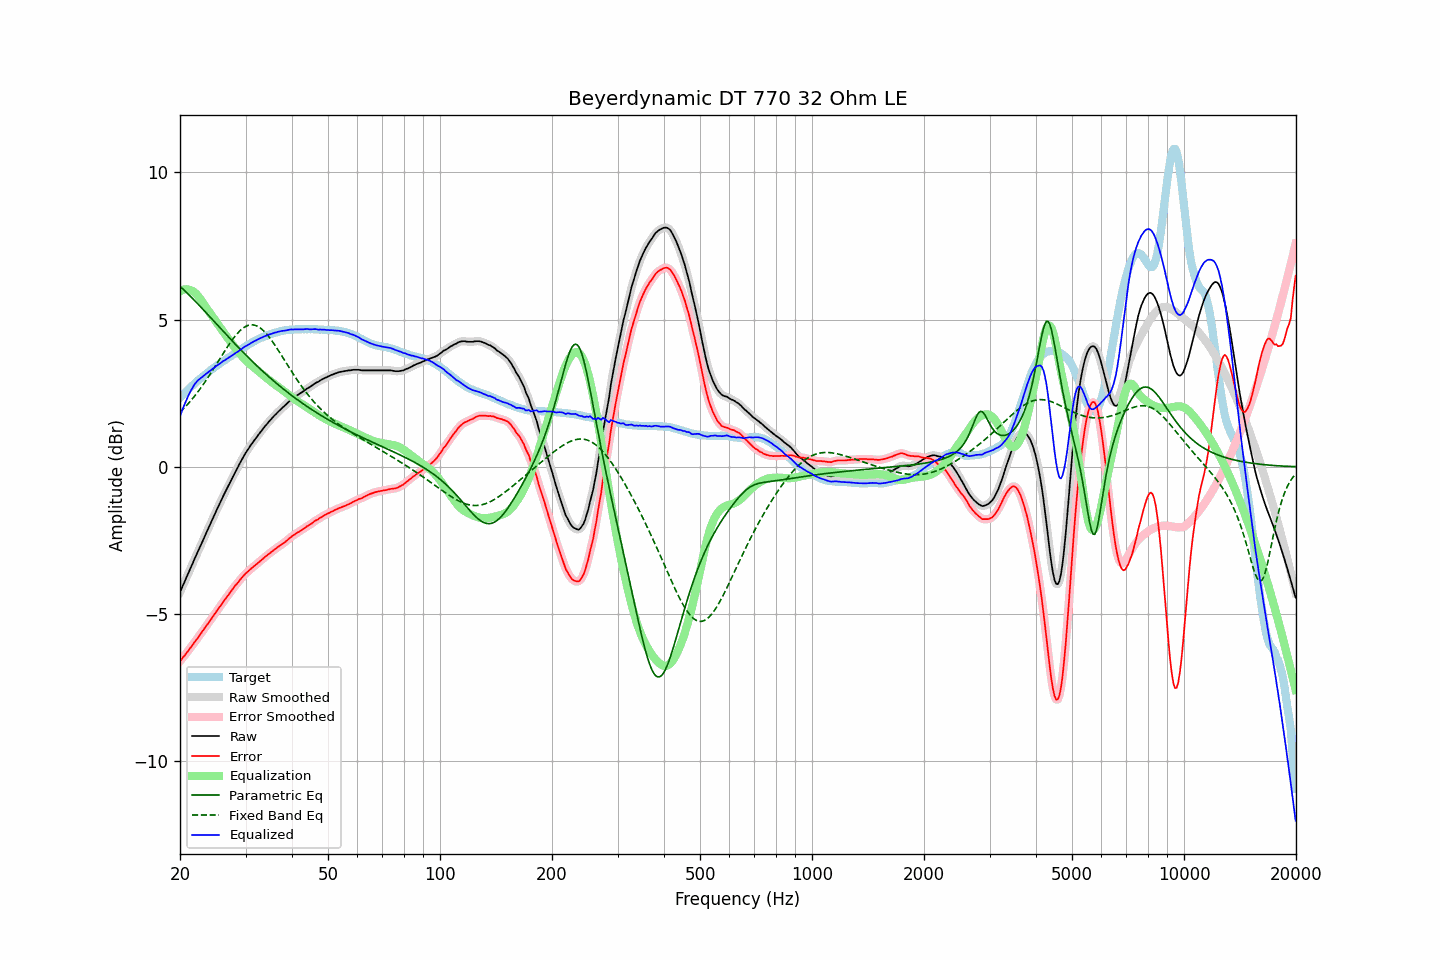 Beyerdynamic DT 770 32 Ohm LE
Amplitude (dBr)
10
5
0
−5
−10
Target
Raw Smoothed
Error Smoothed
Raw
Error
Equalization
Parametric Eq
Fixed Band Eq
Equalized
20 50 100 200 500 1000 2000 5000 10000 20000
Frequency (Hz)